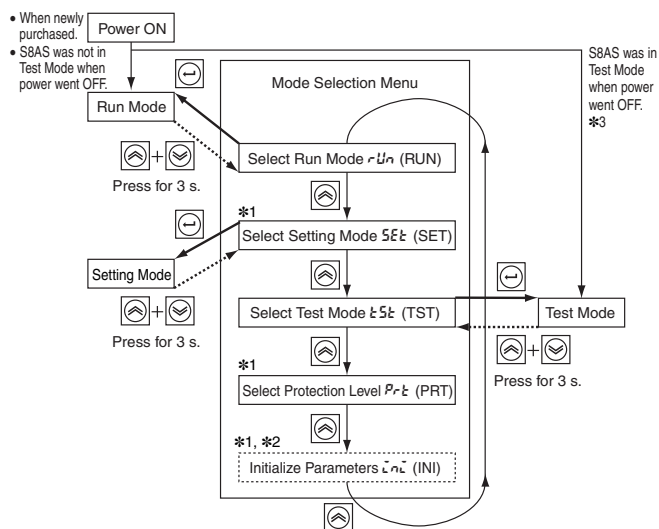 • When newly
purchased.
• S8AS was not in
Test Mode when
power went OFF.
Power ON
S8AS was in
Test Mode
when power
went OFF.
*3
Mode Selection Menu
Run Mode
Select Run Mode rUn (RUN)
+
Press for 3 s.
*1
Select Setting Mode SEt (SET)
Setting Mode
+
Press for 3 s.
Select Test Mode tSt (TST)
Test Mode
+
Press for 3 s.
*1
Select Protection Level Prt (PRT)
*1, *2
Initialize Parameters ini (INI)